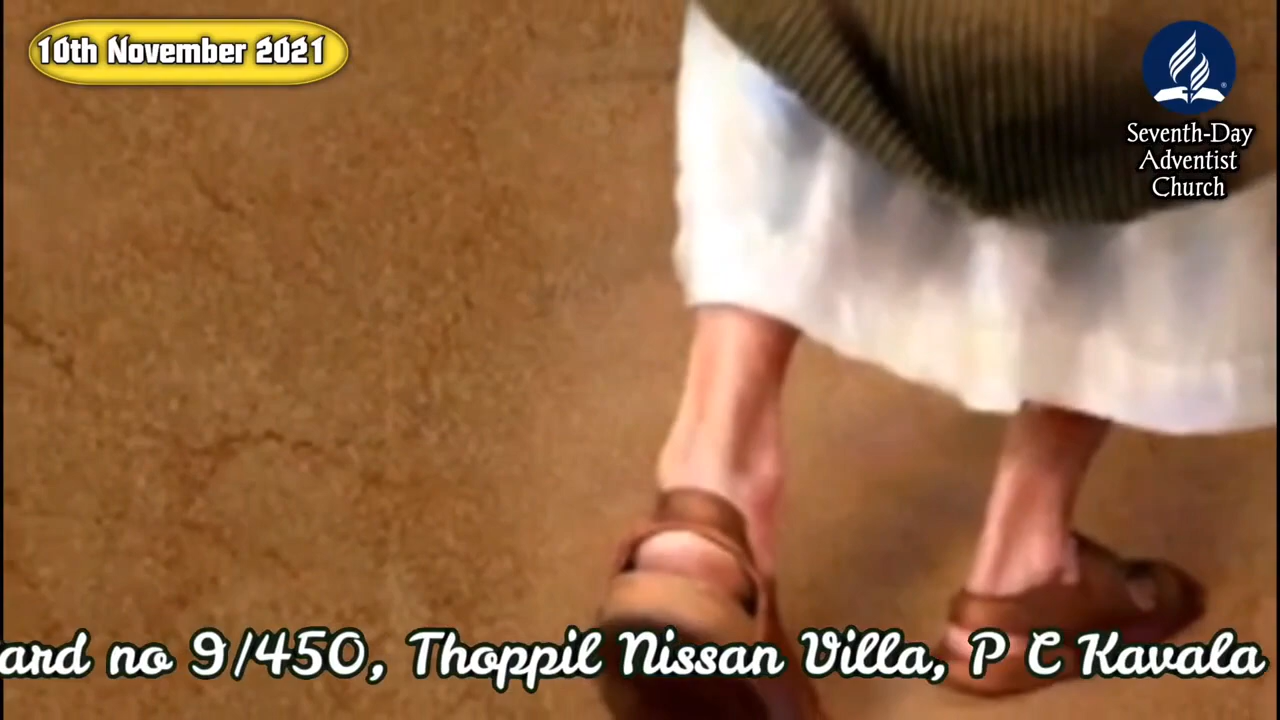 10th November 2021
Seventh-Day
Adventist
Church
ard no 9/450, Thoppil Nissan Villa, P C Kavala